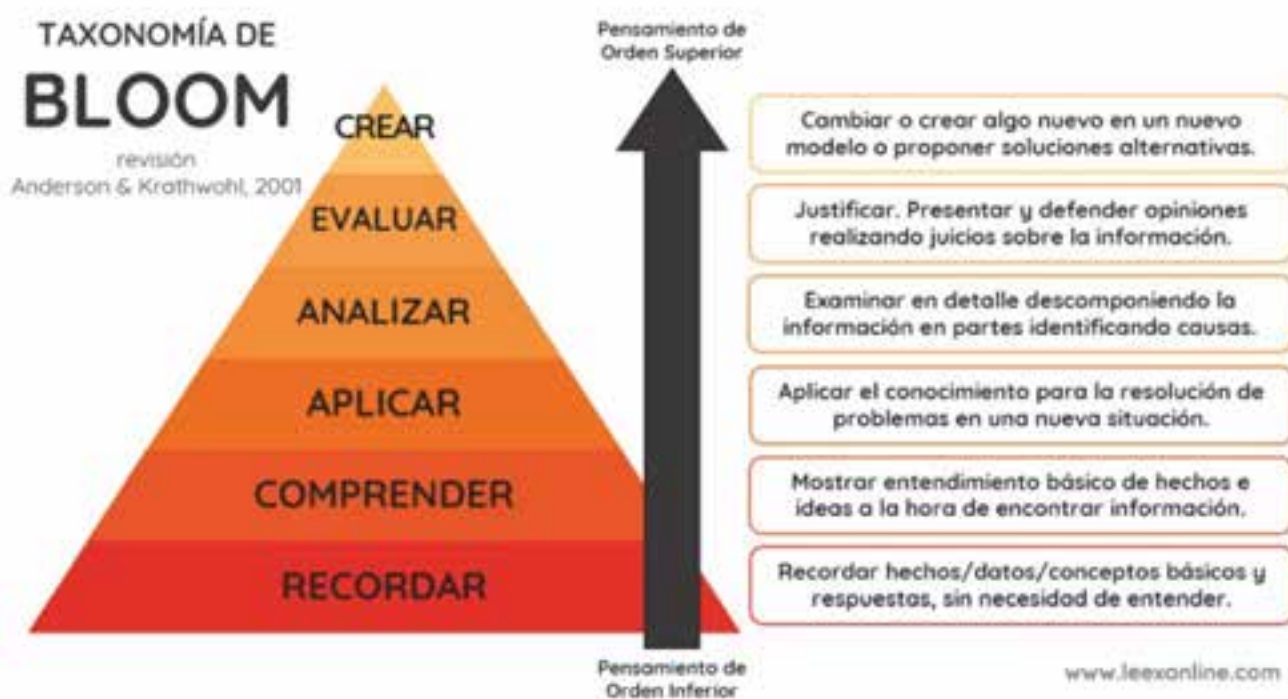 TAXONOMÍA DE
BLOOM
revisión
Anderson & Krathwohl, 2001
Pensamiento de
Orden Superior
CREAR
Cambiar o crear algo nuevo en un nuevo
modelo o proponer soluciones alternativas.
EVALUAR
Justificar. Presentar y defender opiniones
realizando juicios sobre la información.
ANALIZAR
Examinar en detalle descomponiendo la
información en partes identificando causas.
APLICAR
Aplicar el conocimiento para la resolución de
problemas en una nueva situación.
COMPRENDER
Mostrar entendimiento básico de hechos e
ideas a la hora de encontrar información.
RECORDAR
Recordar hechos/datos/conceptos básicos y
respuestas, sin necesidad de entender.
Pensamiento de
Orden Inferior
www.leexonline.com